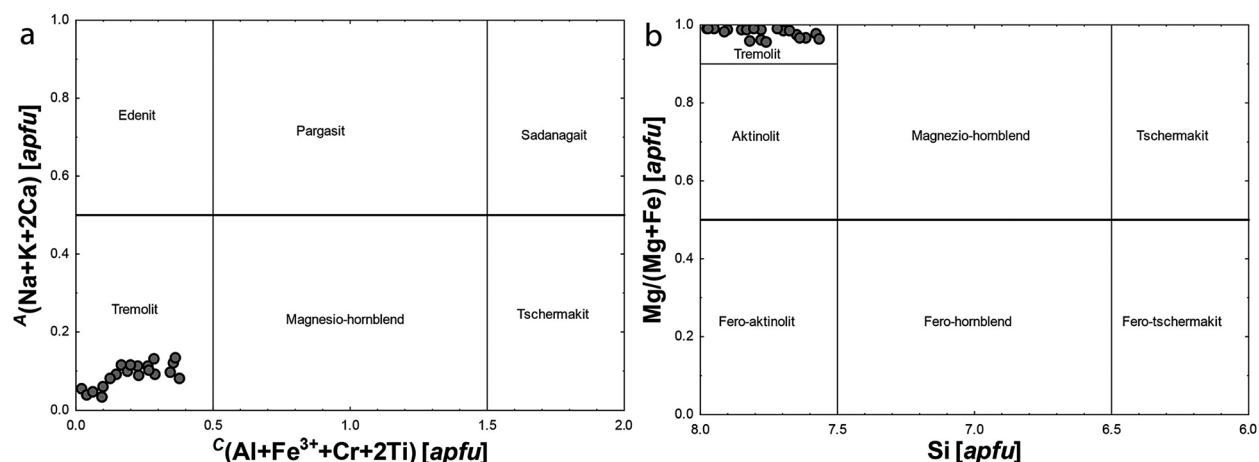 a
1.0
0.8
0.6
0.4
0.2
0.0
A(Na+K+2Ca) [apfu]
Edenit
Pargasit
Sadanagait
Tremolit
Magnesio-hornblend
Tschermakit
0.0
0.5
1.0
1.5
2.0
C(Al+Fe3++Cr+2Ti) [apfu]
b
1.0
0.8
0.6
0.4
0.2
0.0
Mg/(Mg+Fe) [apfu]
Tremolit
Aktinolit
Magnezio-hornblend
Tschermakit
Fero-aktinolit
Fero-hornblend
Fero-tschermakit
8.0
7.5
7.0
6.5
6.0
Si [apfu]